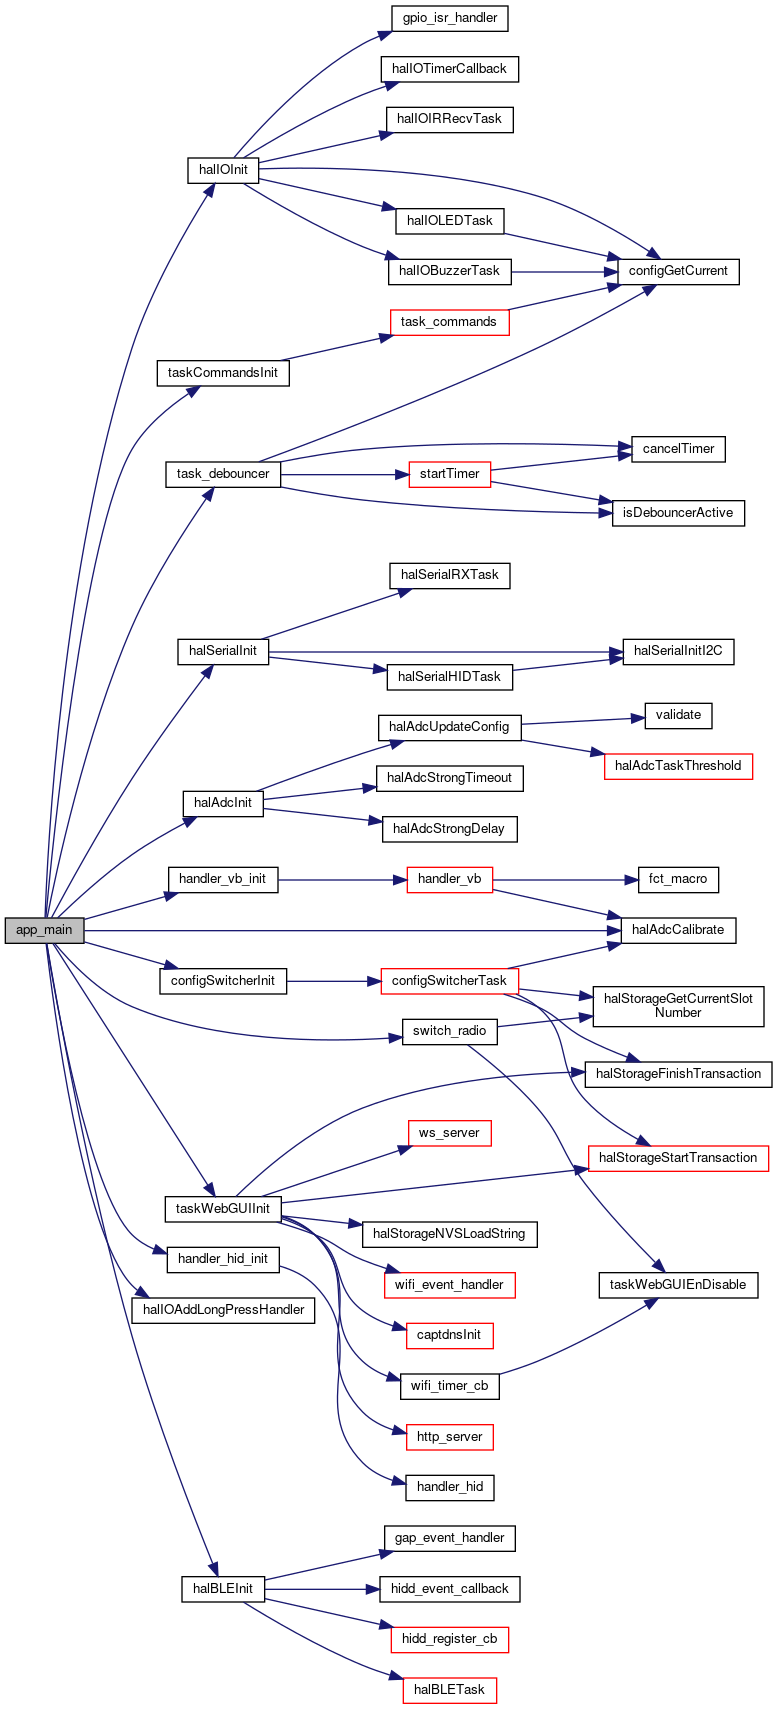 gpio_isr_handler
halIOTimerCallback
halIOIRRecvTask
halIOInit
halIOLEDTask
halIOBuzzerTask
configGetCurrent
task_commands
taskCommandsInit
cancelTimer
task_debouncer
startTimer
isDebouncerActive
halSerialRXTask
halSerialInit
halSerialInitI2C
halSerialHIDTask
validate
halAdcUpdateConfig
halAdcTaskThreshold
halAdcStrongTimeout
halAdcInit
halAdcStrongDelay
handler_vb_init
handler_vb
fct_macro
app_main
halAdcCalibrate
configSwitcherInit
configSwitcherTask
halStorageGetCurrentSlot
Number
switch_radio
halStorageFinishTransaction
ws_server
halStorageStartTransaction
taskWebGUIInit
halStorageNVSLoadString
handler_hid_init
wifi_event_handler
taskWebGUIEnDisable
halIOAddLongPressHandler
captdnsInit
wifi_timer_cb
http_server
handler_hid
gap_event_handler
halBLEInit
hidd_event_callback
hidd_register_cb
halBLETask